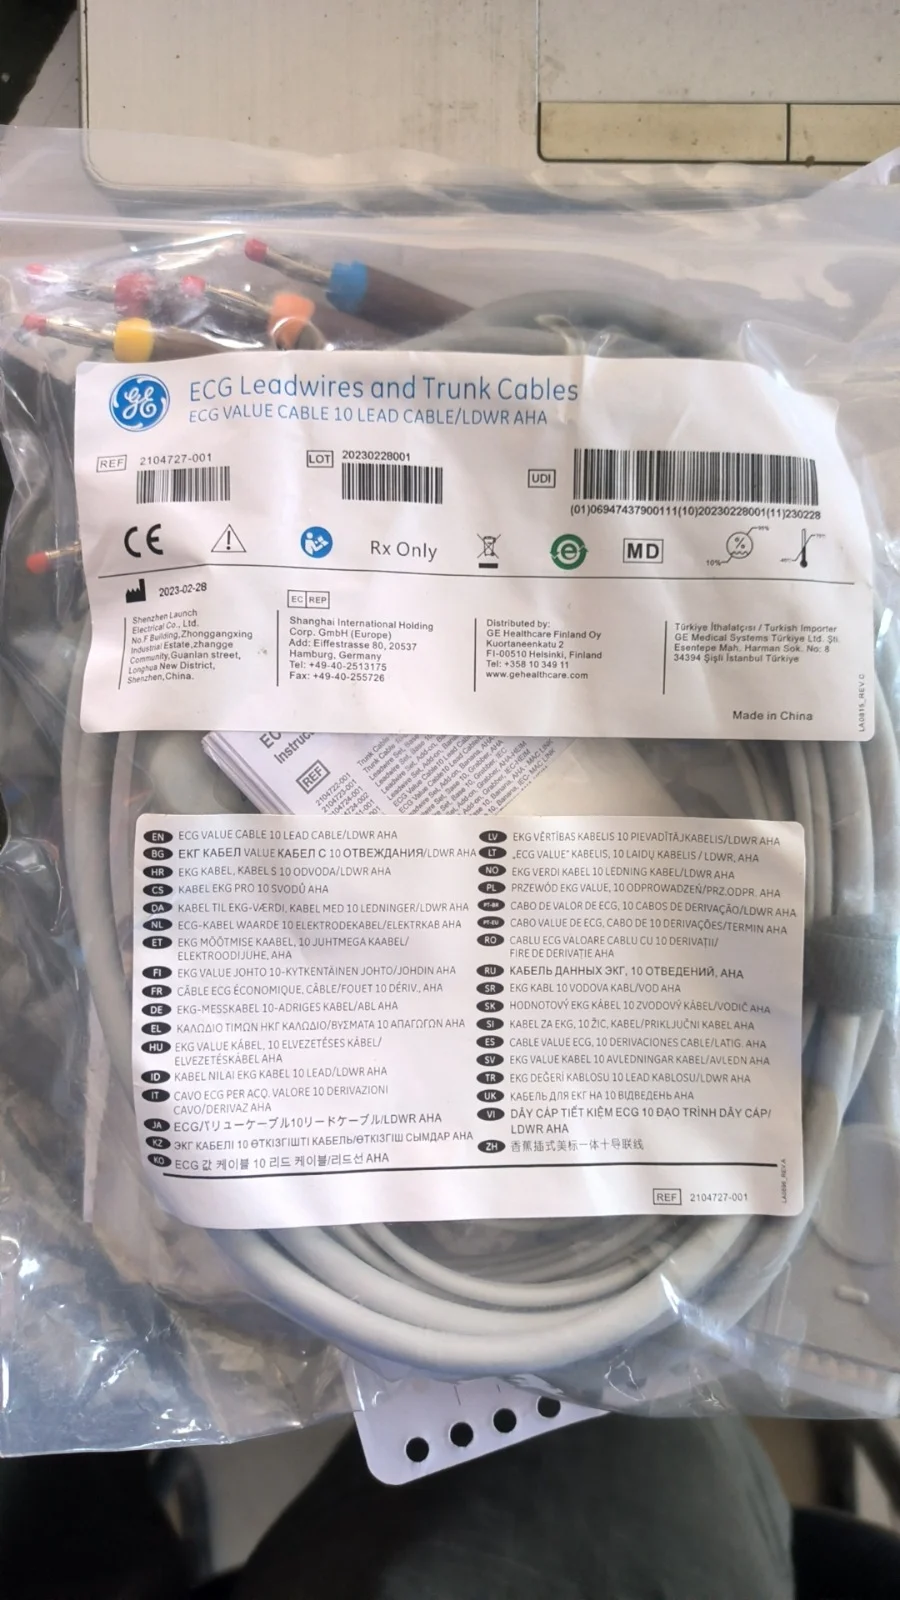 GE
ECG Leadwires and Trunk Cables
ECG VALUE CABLE 10 LEAD CABLE/LDWR AHA
REF 2104727-001
LOT 20230228001
UDI
(01)06947437900111(10)20230228001(11)230228
CE
Rx Only
MD
10%
2023-02-28
Shenzhen Launch
Electrical Co., Ltd.
No.F Building,Zhonggangxing
Industrial Estate,zhangge
Community,Guanlan street,
Longhua New District,
Shenzhen,China.
EC REP
Shanghai International Holding
Corp. GmbH (Europe)
Add: Eiffestrasse 80, 20537
Hamburg, Germany
Tel: +49-40-2513175
Fax: +49-40-255726
Distributed by:
GE Healthcare Finland Oy
Kuortaneenkatu 2
FI-00510 Helsinki, Finland
Tel: +358 10 349 11
www.gehealthcare.com
Türkiye İthalatçısı / Turkish Importer
GE Medical Systems Türkiye Ltd. Şti.
Esentepe Mah. Harman Sok. No: 8
34394 Şişli İstanbul Türkiye
Made in China
LA0815_REV.C
REF
2104722-001
2104723-001
EN ECG VALUE CABLE 10 LEAD CABLE/LDWR AHA
BG ЕКГ КАБЕЛ VALUE КАБЕЛ С 10 ОТВЕЖДАНИЯ/LDWR AHA
HR EKG KABEL, KABEL S 10 ODVODA/LDWR AHA
CS KABEL EKG PRO 10 SVODŮ AHA
DA KABEL TIL EKG-VÆRDI, KABEL MED 10 LEDNINGER/LDWR AHA
NL ECG-KABEL WAARDE 10 ELEKTRODEKABEL/ELEKTRKAB AHA
ET EKG MÕÕTMISE KAABEL, 10 JUHTMEGA KAABEL/
ELEKTROODIJUHE, AHA
FI EKG VALUE JOHTO 10-KYTKENTÄINEN JOHTO/JOHDIN AHA
FR CÂBLE ECG ÉCONOMIQUE, CÂBLE/FOUET 10 DÉRIV., AHA
DE EKG-MESSKABEL 10-ADRIGES KABEL/ABL AHA
EL ΚΑΛΩΔΙΟ ΤΙΜΩΝ ΗΚΓ ΚΑΛΩΔΙΟ/ΒΥΣΜΑΤΑ 10 ΑΠΑΓΩΓΩΝ AHA
HU EKG VALUE KÁBEL, 10 ELVEZETÉSES KÁBEL/
ELVEZETÉSKÁBEL AHA
ID KABEL NILAI EKG KABEL 10 LEAD/LDWR AHA
IT CAVO ECG PER ACQ. VALORE 10 DERIVAZIONI
CAVO/DERIVAZ AHA
JA ECG/バリューケーブル10リードケーブル/LDWR AHA
KZ ЭКГ КАБЕЛІ 10 ӨТКІЗГІШТІ КАБЕЛЬ/ӨТКІЗГІШ СЫМДАР AHA
KO ECG 값 케이블 10 리드 케이블/리드선 AHA
LV EKG VĒRTĪBAS KABELIS 10 PIEVADĪTĀJKABELIS/LDWR AHA
LT „ECG VALUE" KABELIS, 10 LAIDŲ KABELIS / LDWR, AHA
NO EKG VERDI KABEL 10 LEDNING KABEL/LDWR AHA
PL PRZEWÓD EKG VALUE, 10 ODPROWADZEŃ/PRZ.ODPR. AHA
PT-BR CABO DE VALOR DE ECG, 10 CABOS DE DERIVAÇÃO/LDWR AHA
PT-EU CABO VALUE DE ECG, CABO DE 10 DERIVAÇÕES/TERMIN AHA
RO CABLU ECG VALOARE CABLU CU 10 DERIVAȚII/
FIRE DE DERIVAȚIE AHA
RU КАБЕЛЬ ДАННЫХ ЭКГ, 10 ОТВЕДЕНИЙ, AHA
SR EKG KABL 10 VODOVA KABL/VOD AHA
SK HODNOTOVÝ EKG KÁBEL 10 ZVODOVÝ KÁBEL/VODIČ AHA
SI KABEL ZA EKG, 10 ŽIC, KABEL/PRIKLJUČNI KABEL AHA
ES CABLE VALUE ECG, 10 DERIVACIONES CABLE/LATIG. AHA
SV EKG VALUE KABEL 10 AVLEDNINGAR KABEL/AVLEDN AHA
TR EKG DEĞERİ KABLOSU 10 LEAD KABLOSU/LDWR AHA
UK КАБЕЛЬ ДЛЯ ЕКГ НА 10 ВІДВЕДЕНЬ AHA
VI DÂY CÁP TIẾT KIỆM ECG 10 ĐẠO TRÌNH DÂY CÁP/
LDWR AHA
ZH 香蕉插式美标一体十导联线
REF 2104727-001